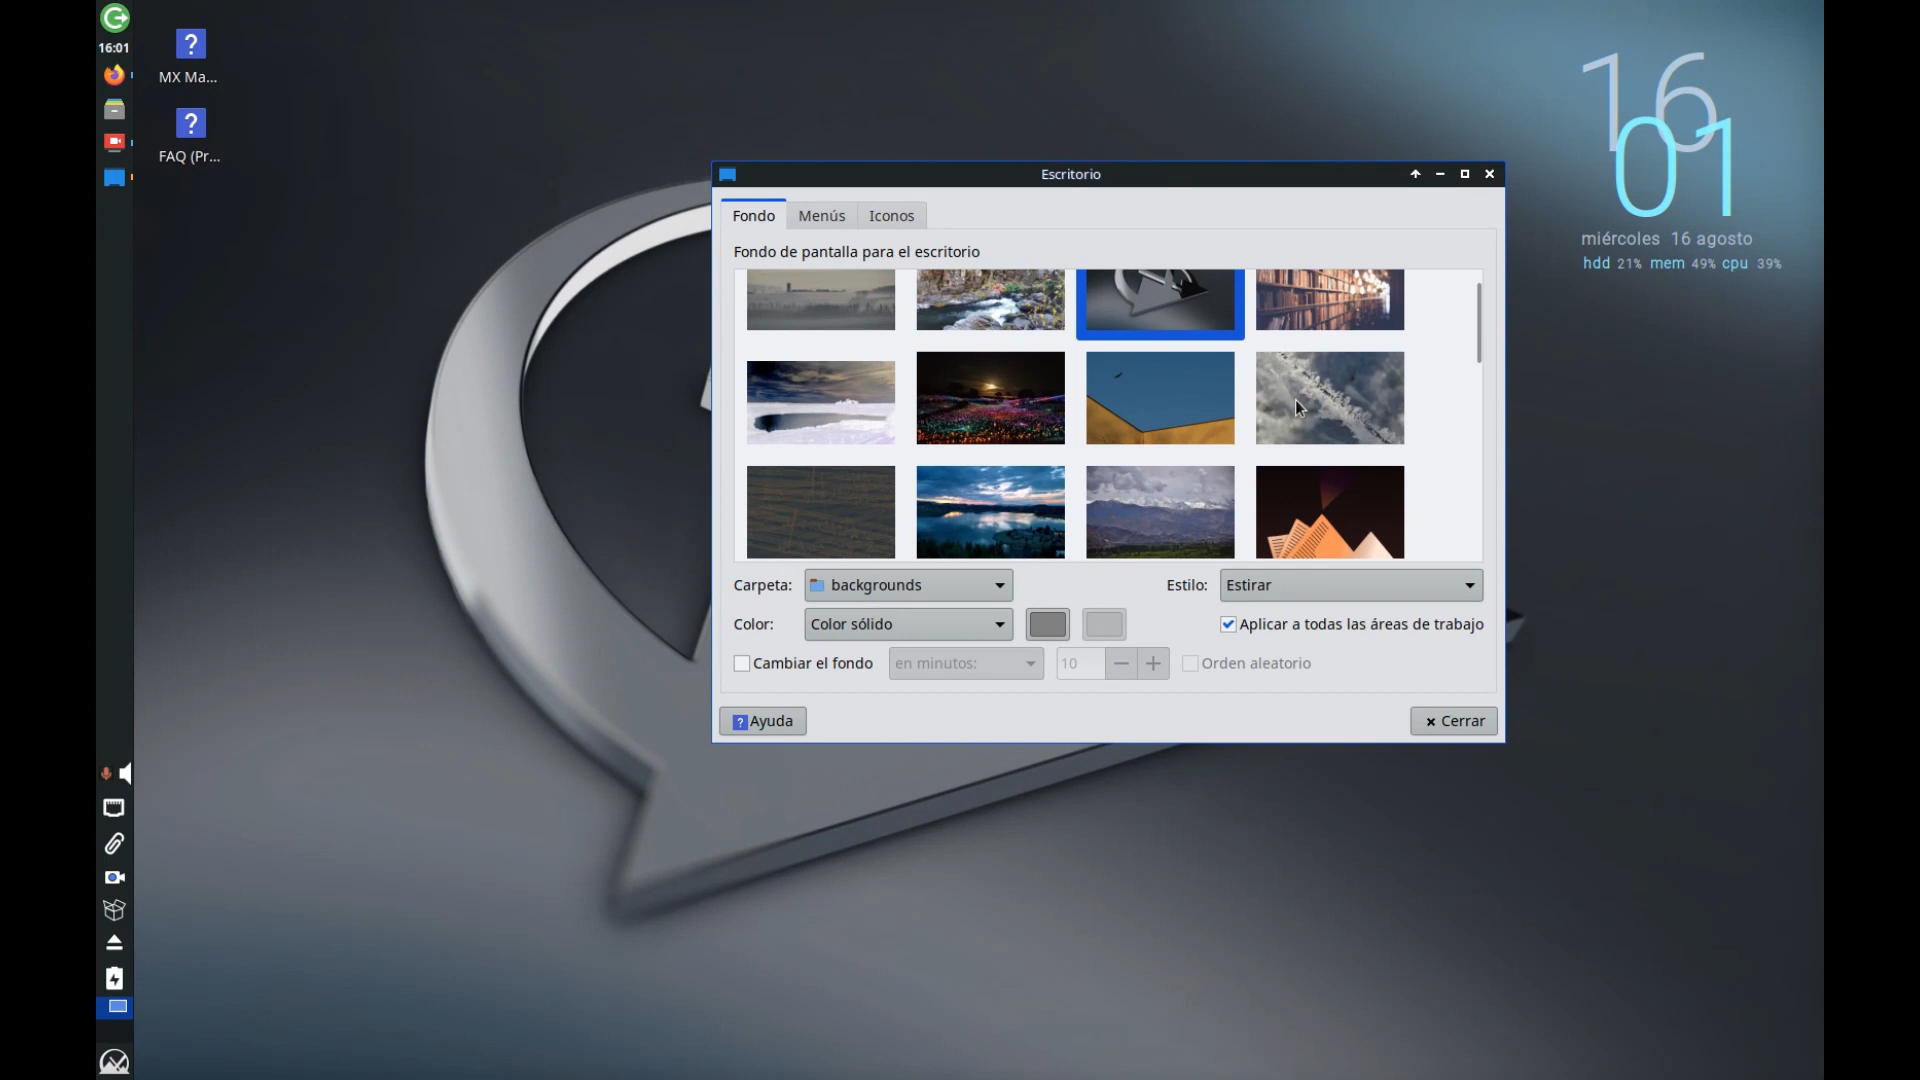 16:01
MX Ma...
FAQ (Pr...
16
01
miércoles 16 agosto
hdd 21% mem 49% cpu 39%
Escritorio
Fondo
Menús
Iconos
Fondo de pantalla para el escritorio
Carpeta:
backgrounds
Estilo:
Estirar
Color:
Color sólido
Aplicar a todas las áreas de trabajo
Cambiar el fondo
en minutos:
10
Orden aleatorio
Ayuda
Cerrar